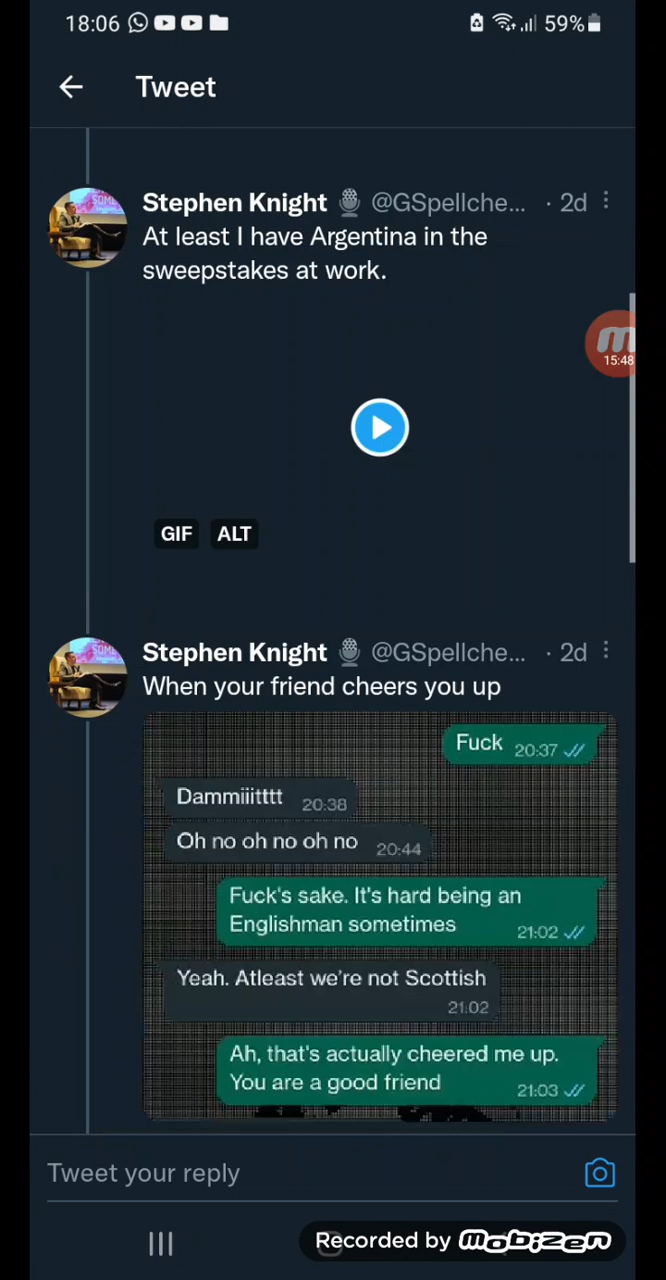 18:06 59%
Tweet
Stephen Knight @GSpellche... · 2d
At least I have Argentina in the
sweepstakes at work.
15:48
GIF ALT
Stephen Knight @GSpellche... · 2d
When your friend cheers you up
Fuck 20:37
Dammiiitttt 20:38
Oh no oh no oh no 20:44
Fuck's sake. It's hard being an
Englishman sometimes 21:02
Yeah. Atleast we're not Scottish
21:02
Ah, that's actually cheered me up.
You are a good friend 21:03
Tweet your reply
Recorded by mobizen